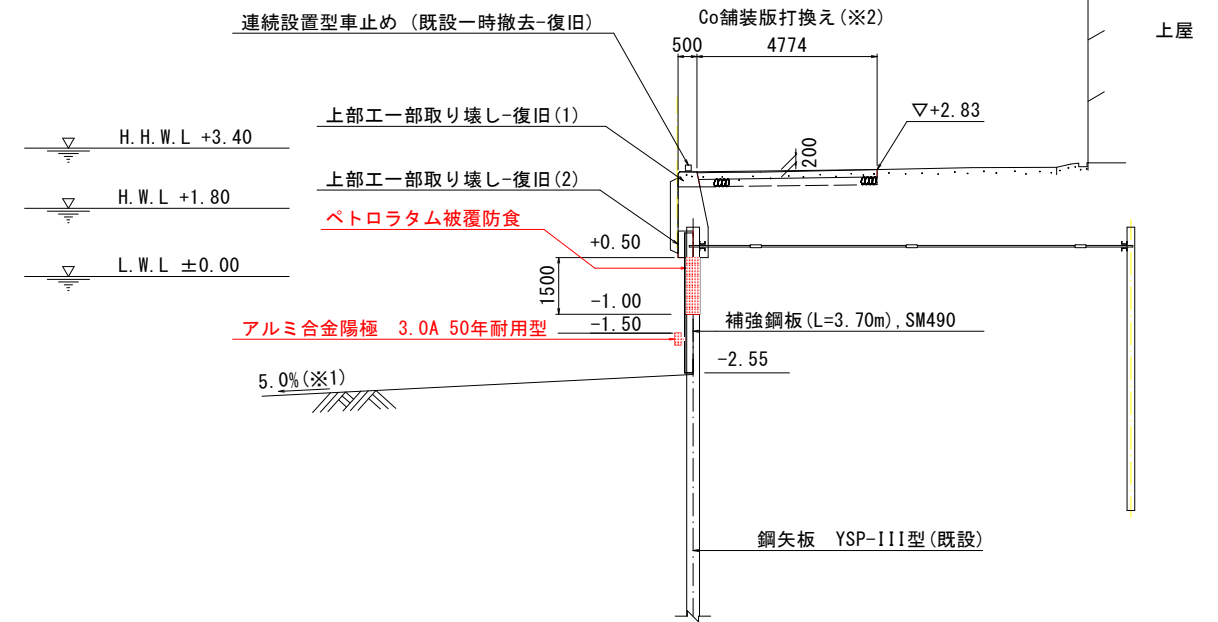 連続設置型車止め (既設一時撤去-復旧)
Co舗装版打換え(※2)
上屋
500
4774
上部工一部取り壊し-復旧(1)
▽+2.83
H.H.W.L +3.40
200
上部工一部取り壊し-復旧(2)
H.W.L +1.80
ペトロラタム被覆防食
+0.50
L.W.L ±0.00
1500
-1.00
アルミ合金陽極 3.0A 50年耐用型
-1.50
補強鋼板(L=3.70m),SM490
-2.55
5.0%(※1)
鋼矢板 YSP-III型(既設)